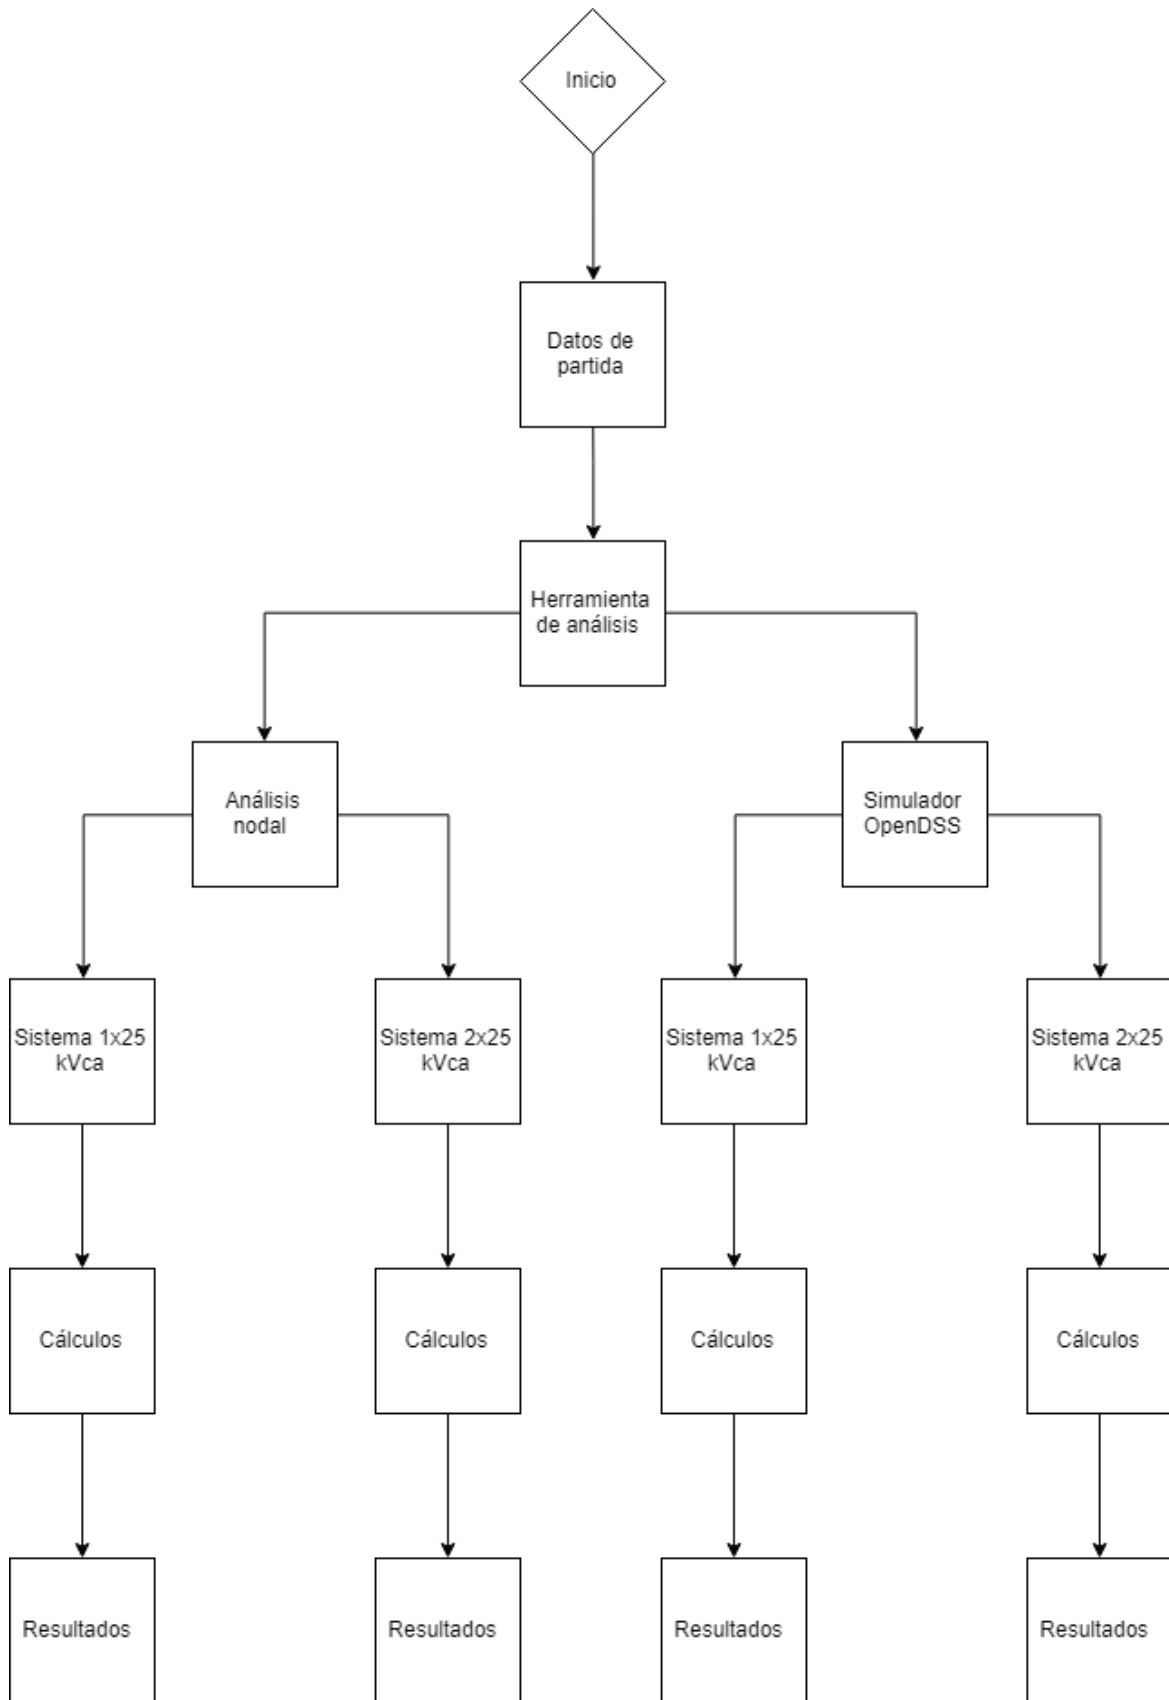 Inicio
Datos de
partida
Herramienta
de análisis
Análisis
nodal
Simulador
OpenDSS
Sistema 1x25
kVca
Sistema 2x25
kVca
Sistema 1x25
kVca
Sistema 2x25
kVca
Cálculos
Cálculos
Cálculos
Cálculos
Resultados
Resultados
Resultados
Resultados